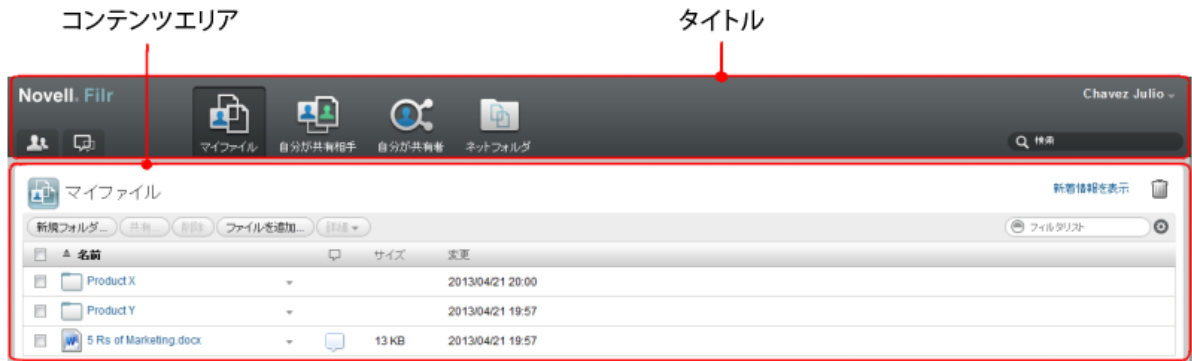 コンテンツエリア タイトル
Novell. Filr Chavez Julio
マイファイル 自分が共有相手 自分が共有者 ネットフォルダ 検索
マイファイル 新着情報を表示
新規フォルダ... 共有... 削除 ファイルを追加... 詳細 フィルタリスト
名前 サイズ 変更
Product X 2013/04/21 20:00
Product Y 2013/04/21 19:57
5 Rs of Marketing.docx 13 KB 2013/04/21 19:57